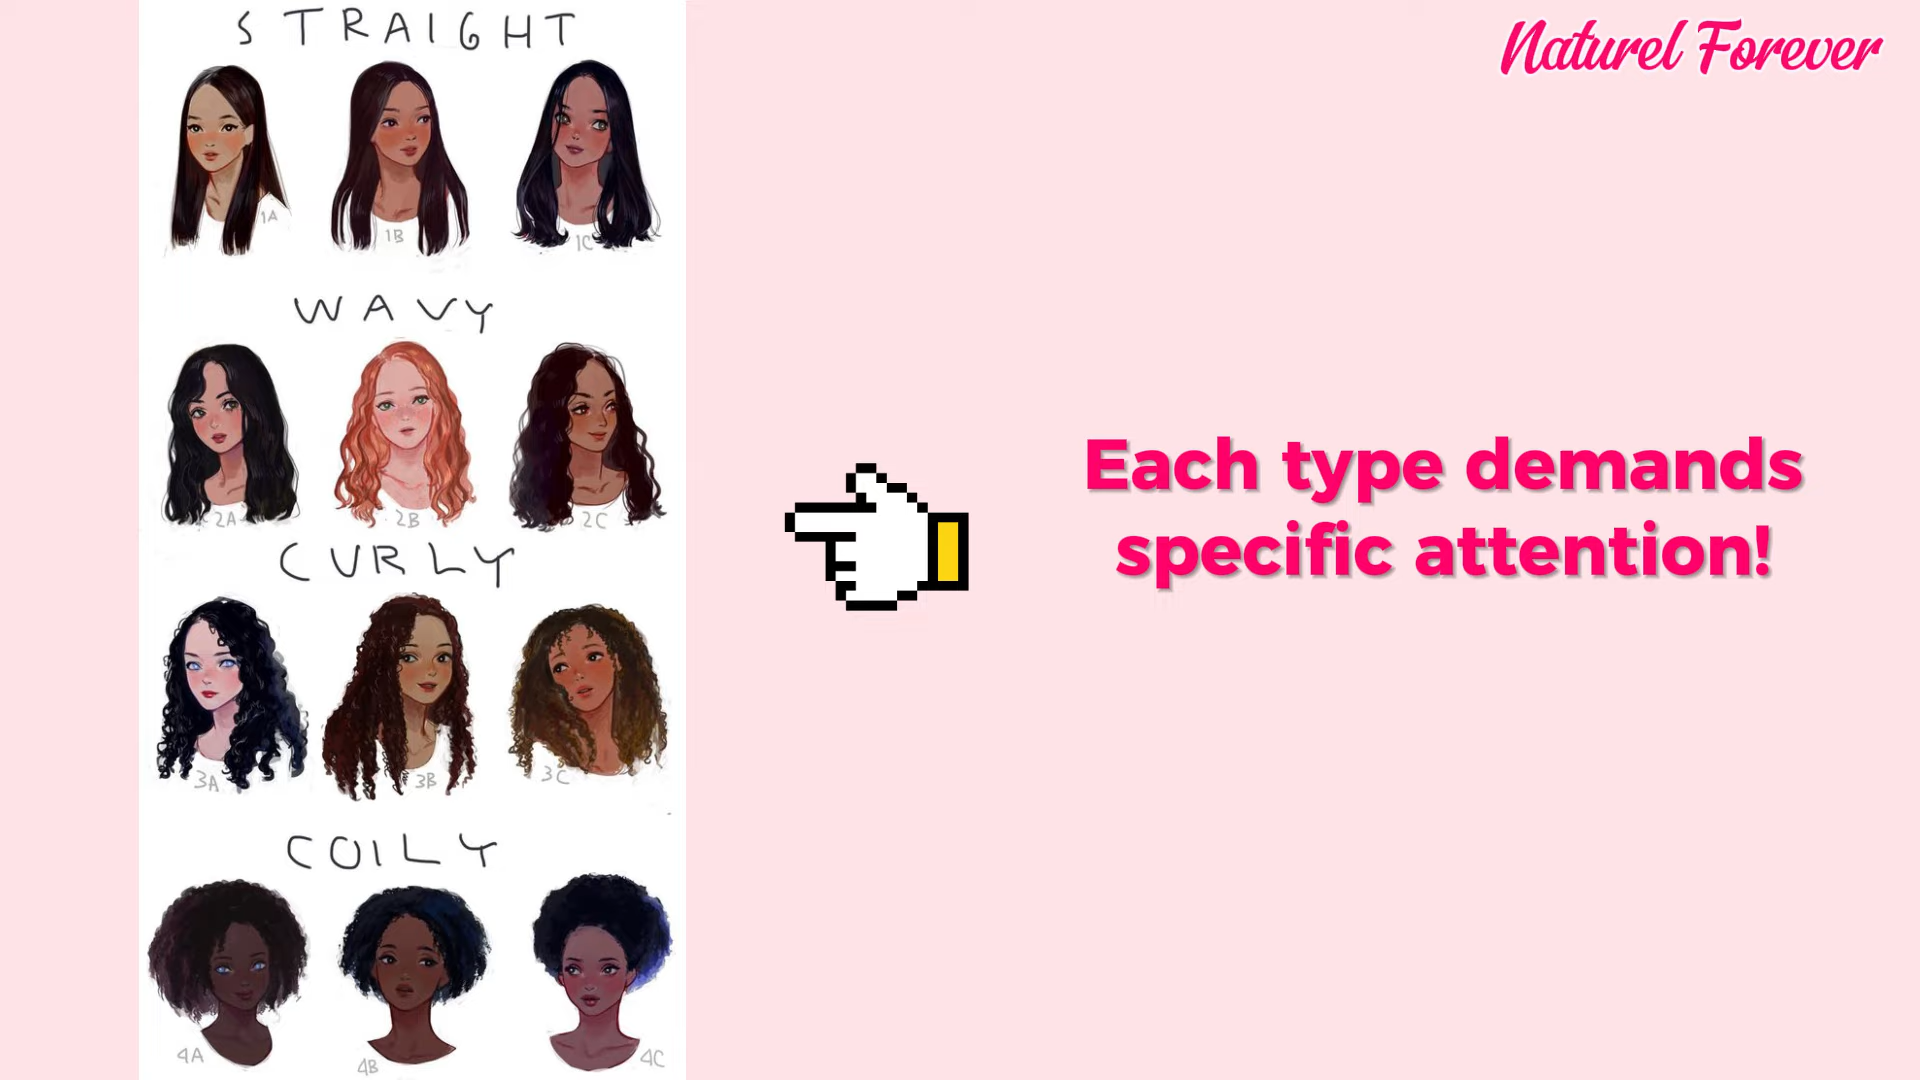 STRAIGHT
1A
1B
1C
WAVY
2A
2B
2C
CURLY
3A
3B
3C
COILY
4A
4B
4C
Naturel Forever
Each type demands
specific attention!